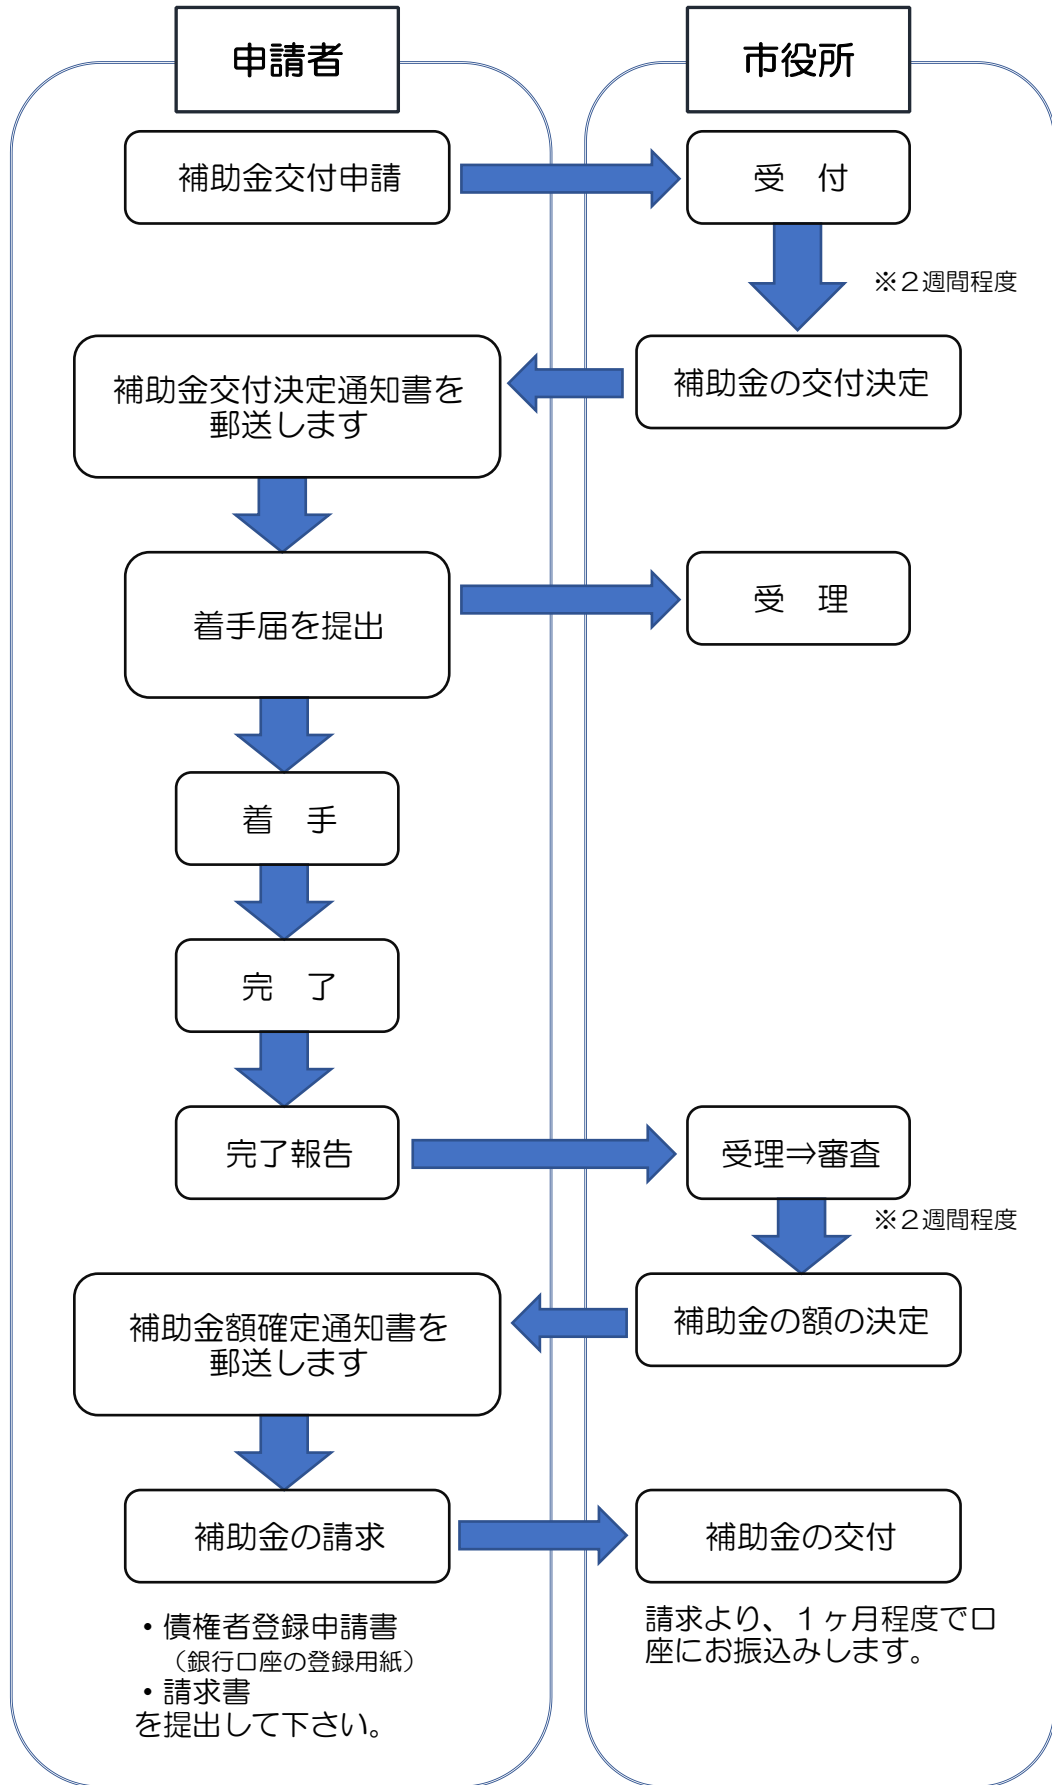 申請者
市役所
補助金交付申請
受　付
※２週間程度
補助金の交付決定
補助金交付決定通知書を
郵送します
着手届を提出
受　理
着　手
完　了
完了報告
受理⇒審査
※２週間程度
補助金の額の決定
補助金額確定通知書を
郵送します
補助金の請求
補助金の交付
・債権者登録申請書
（銀行口座の登録用紙）
・請求書
を提出して下さい。
請求より、１ヶ月程度で口
座にお振込みします。